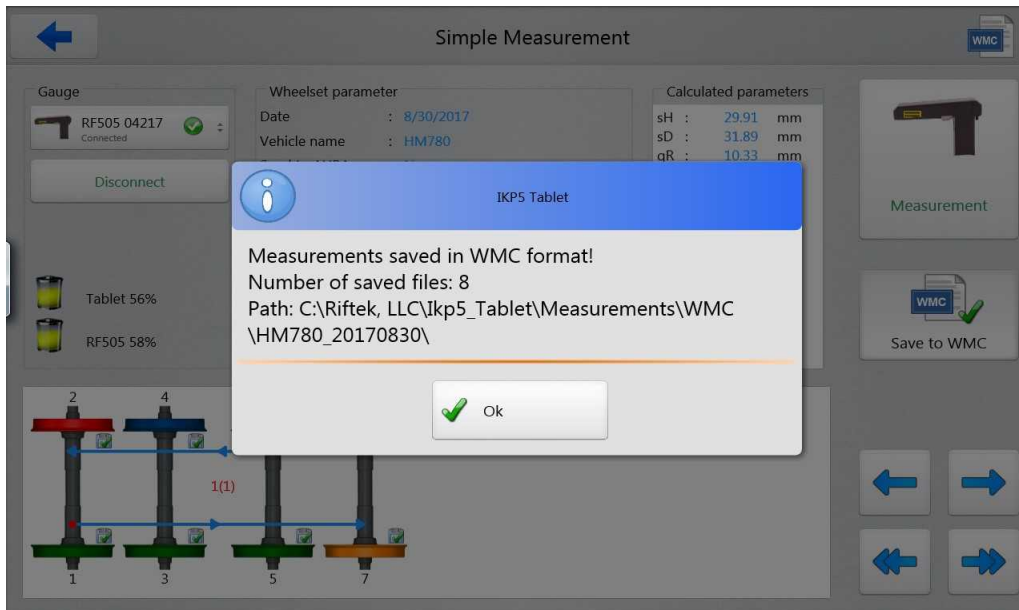 Simple Measurement
WMC
Gauge
RF505 04217
Connected
Disconnect
Tablet 56%
RF505 58%
Wheelset parameter
Date : 8/30/2017
Vehicle name : HM780
Calculated parameters
sH : 29.91 mm
sD : 31.89 mm
qR : 10.33 mm
Measurement
WMC
Save to WMC
IKP5 Tablet
Measurements saved in WMC format!
Number of saved files: 8
Path: C:\Riftek, LLC\Ikp5_Tablet\Measurements\WMC
\HM780_20170830\
Ok
2 4
1(1)
1 3 5 7